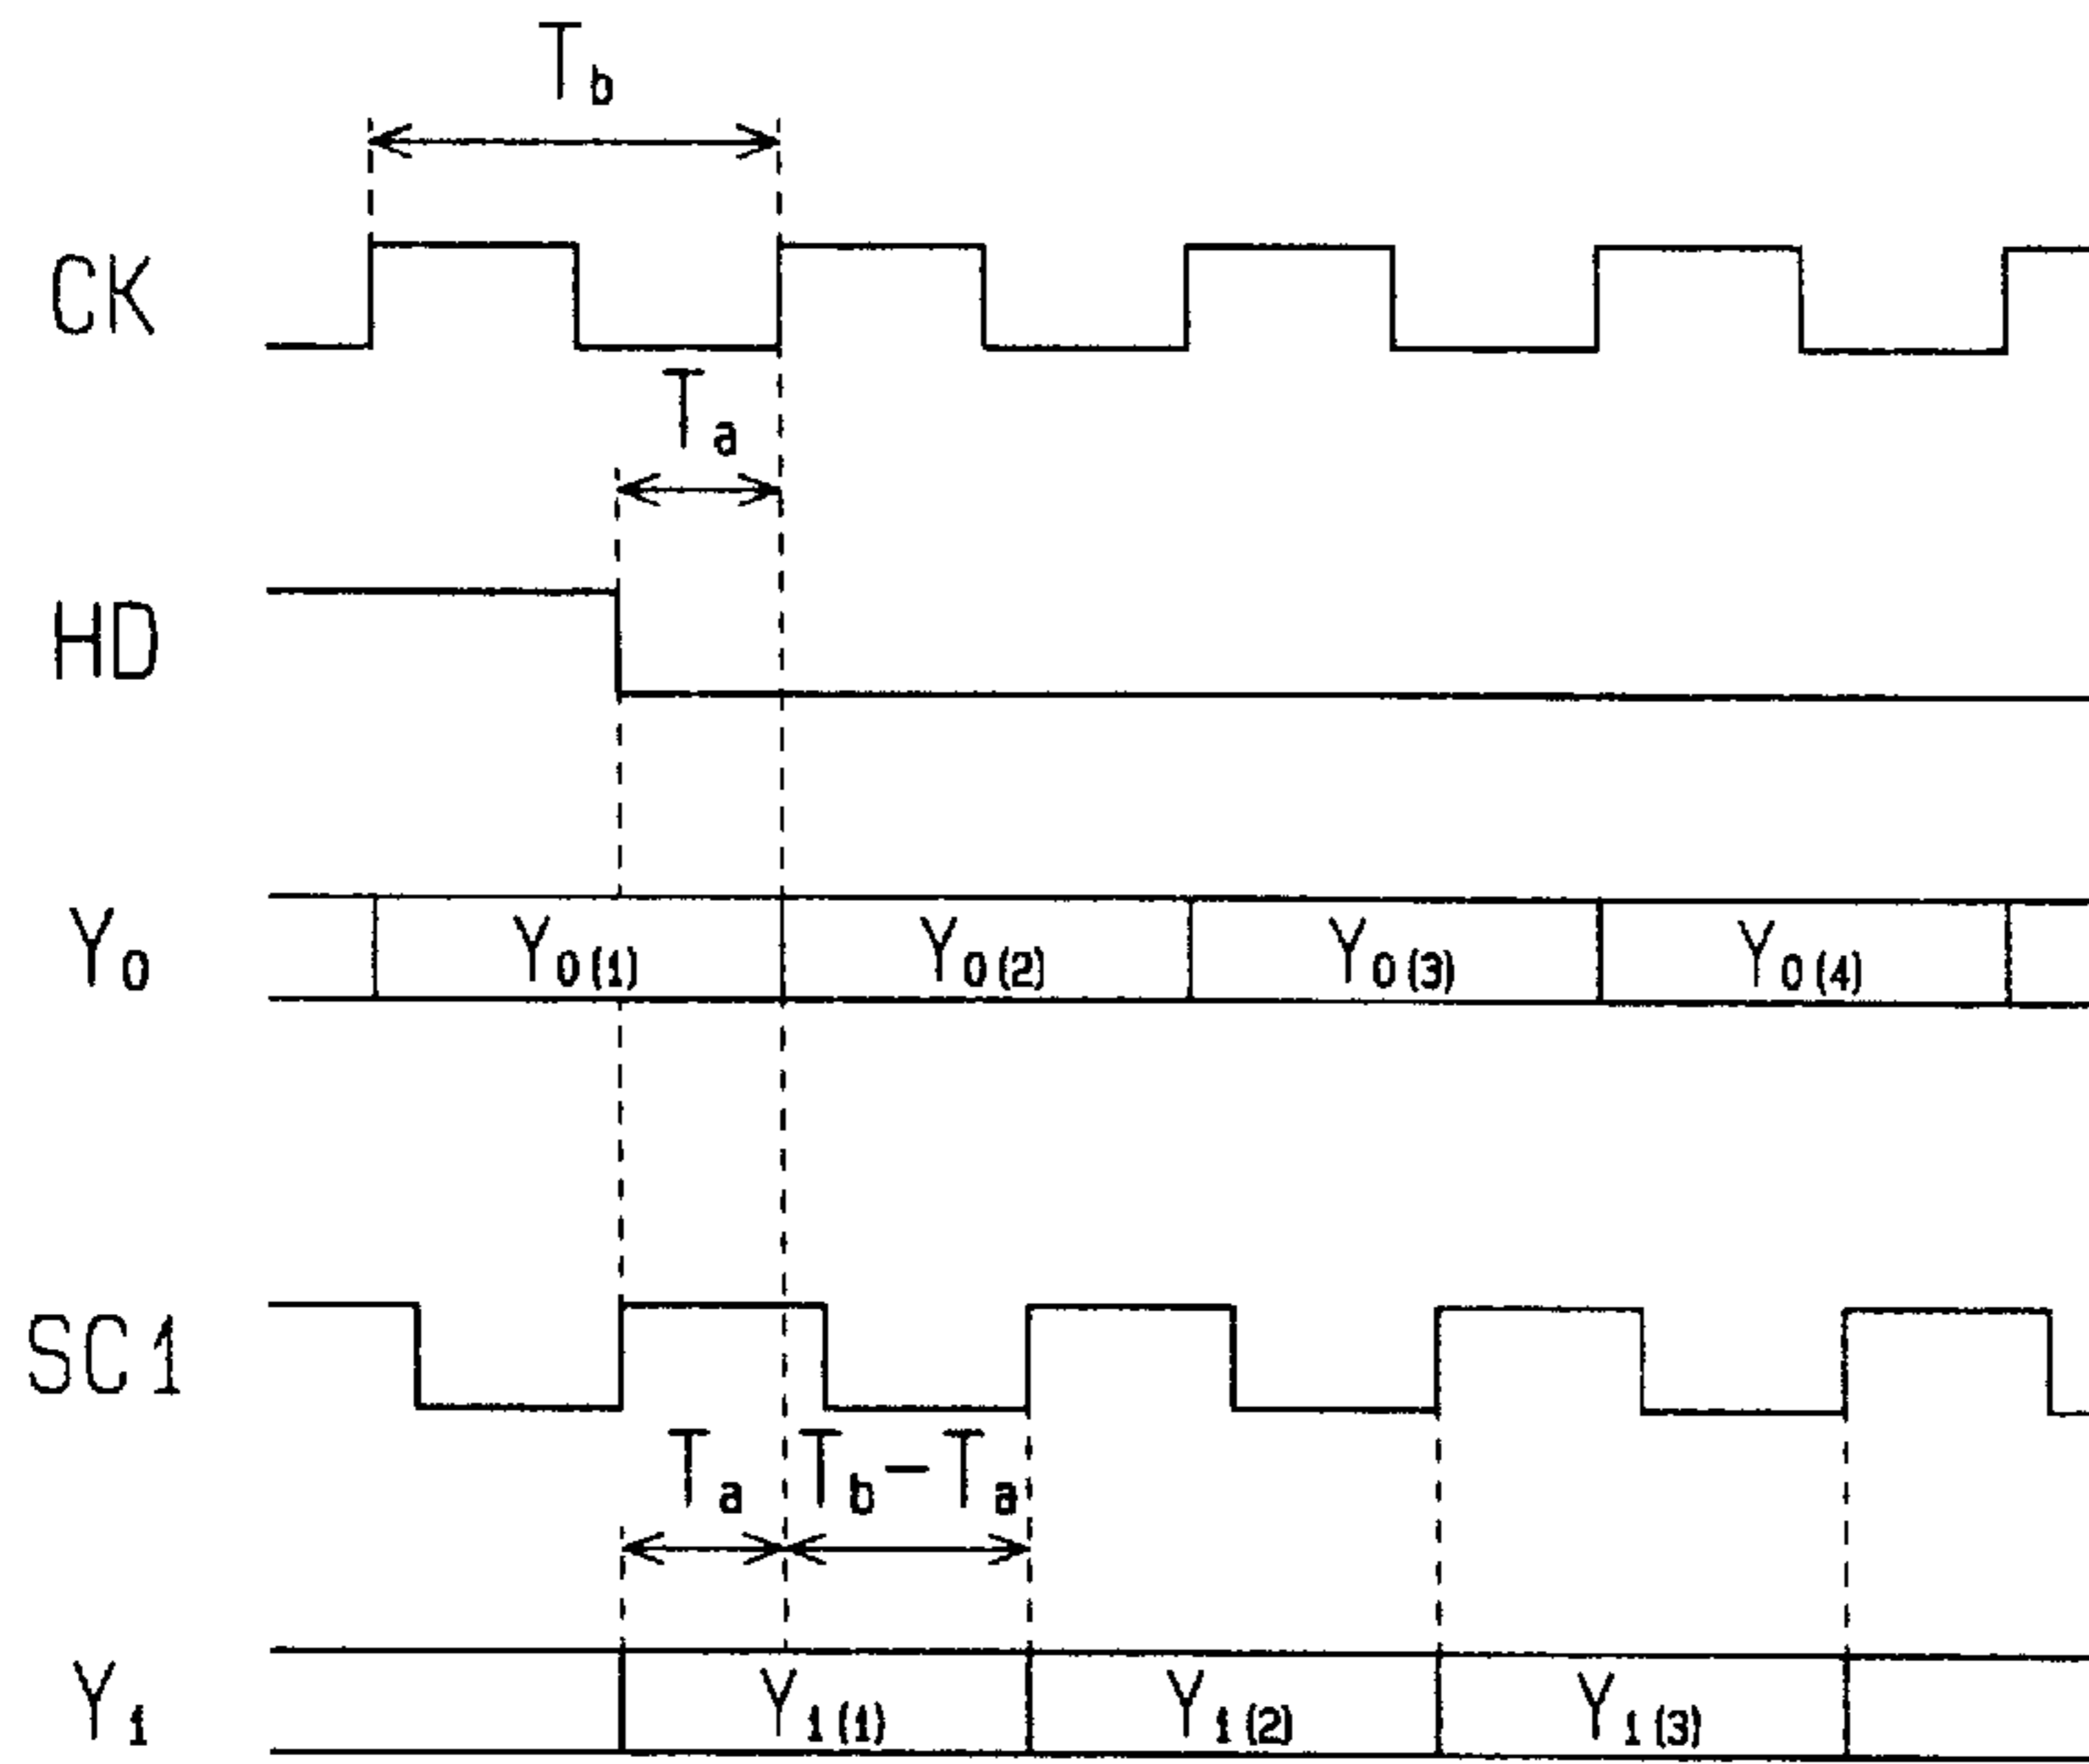 Tb
CK
Ta
HD
Y0 Y0(1) Y0(2) Y0(3) Y0(4)
SC1
Ta Tb-Ta
Y1 Y1(1) Y1(2) Y1(3)